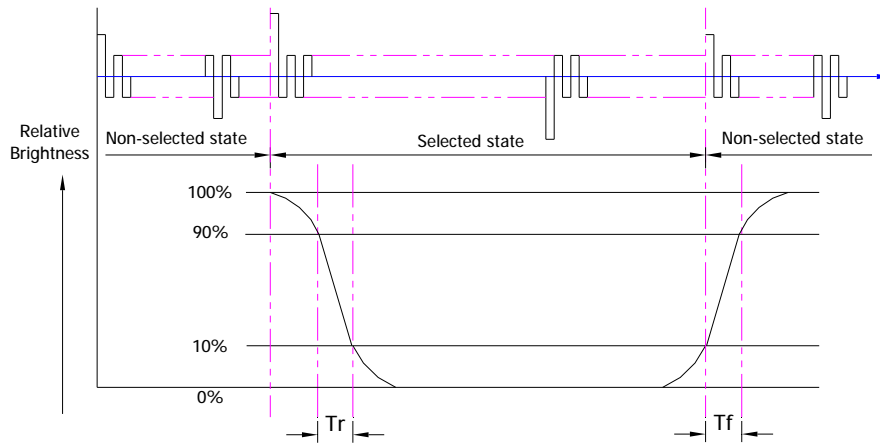 Relative
Brightness
Non-selected state
Selected state
Non-selected state
100%
90%
10%
0%
Tr
Tf